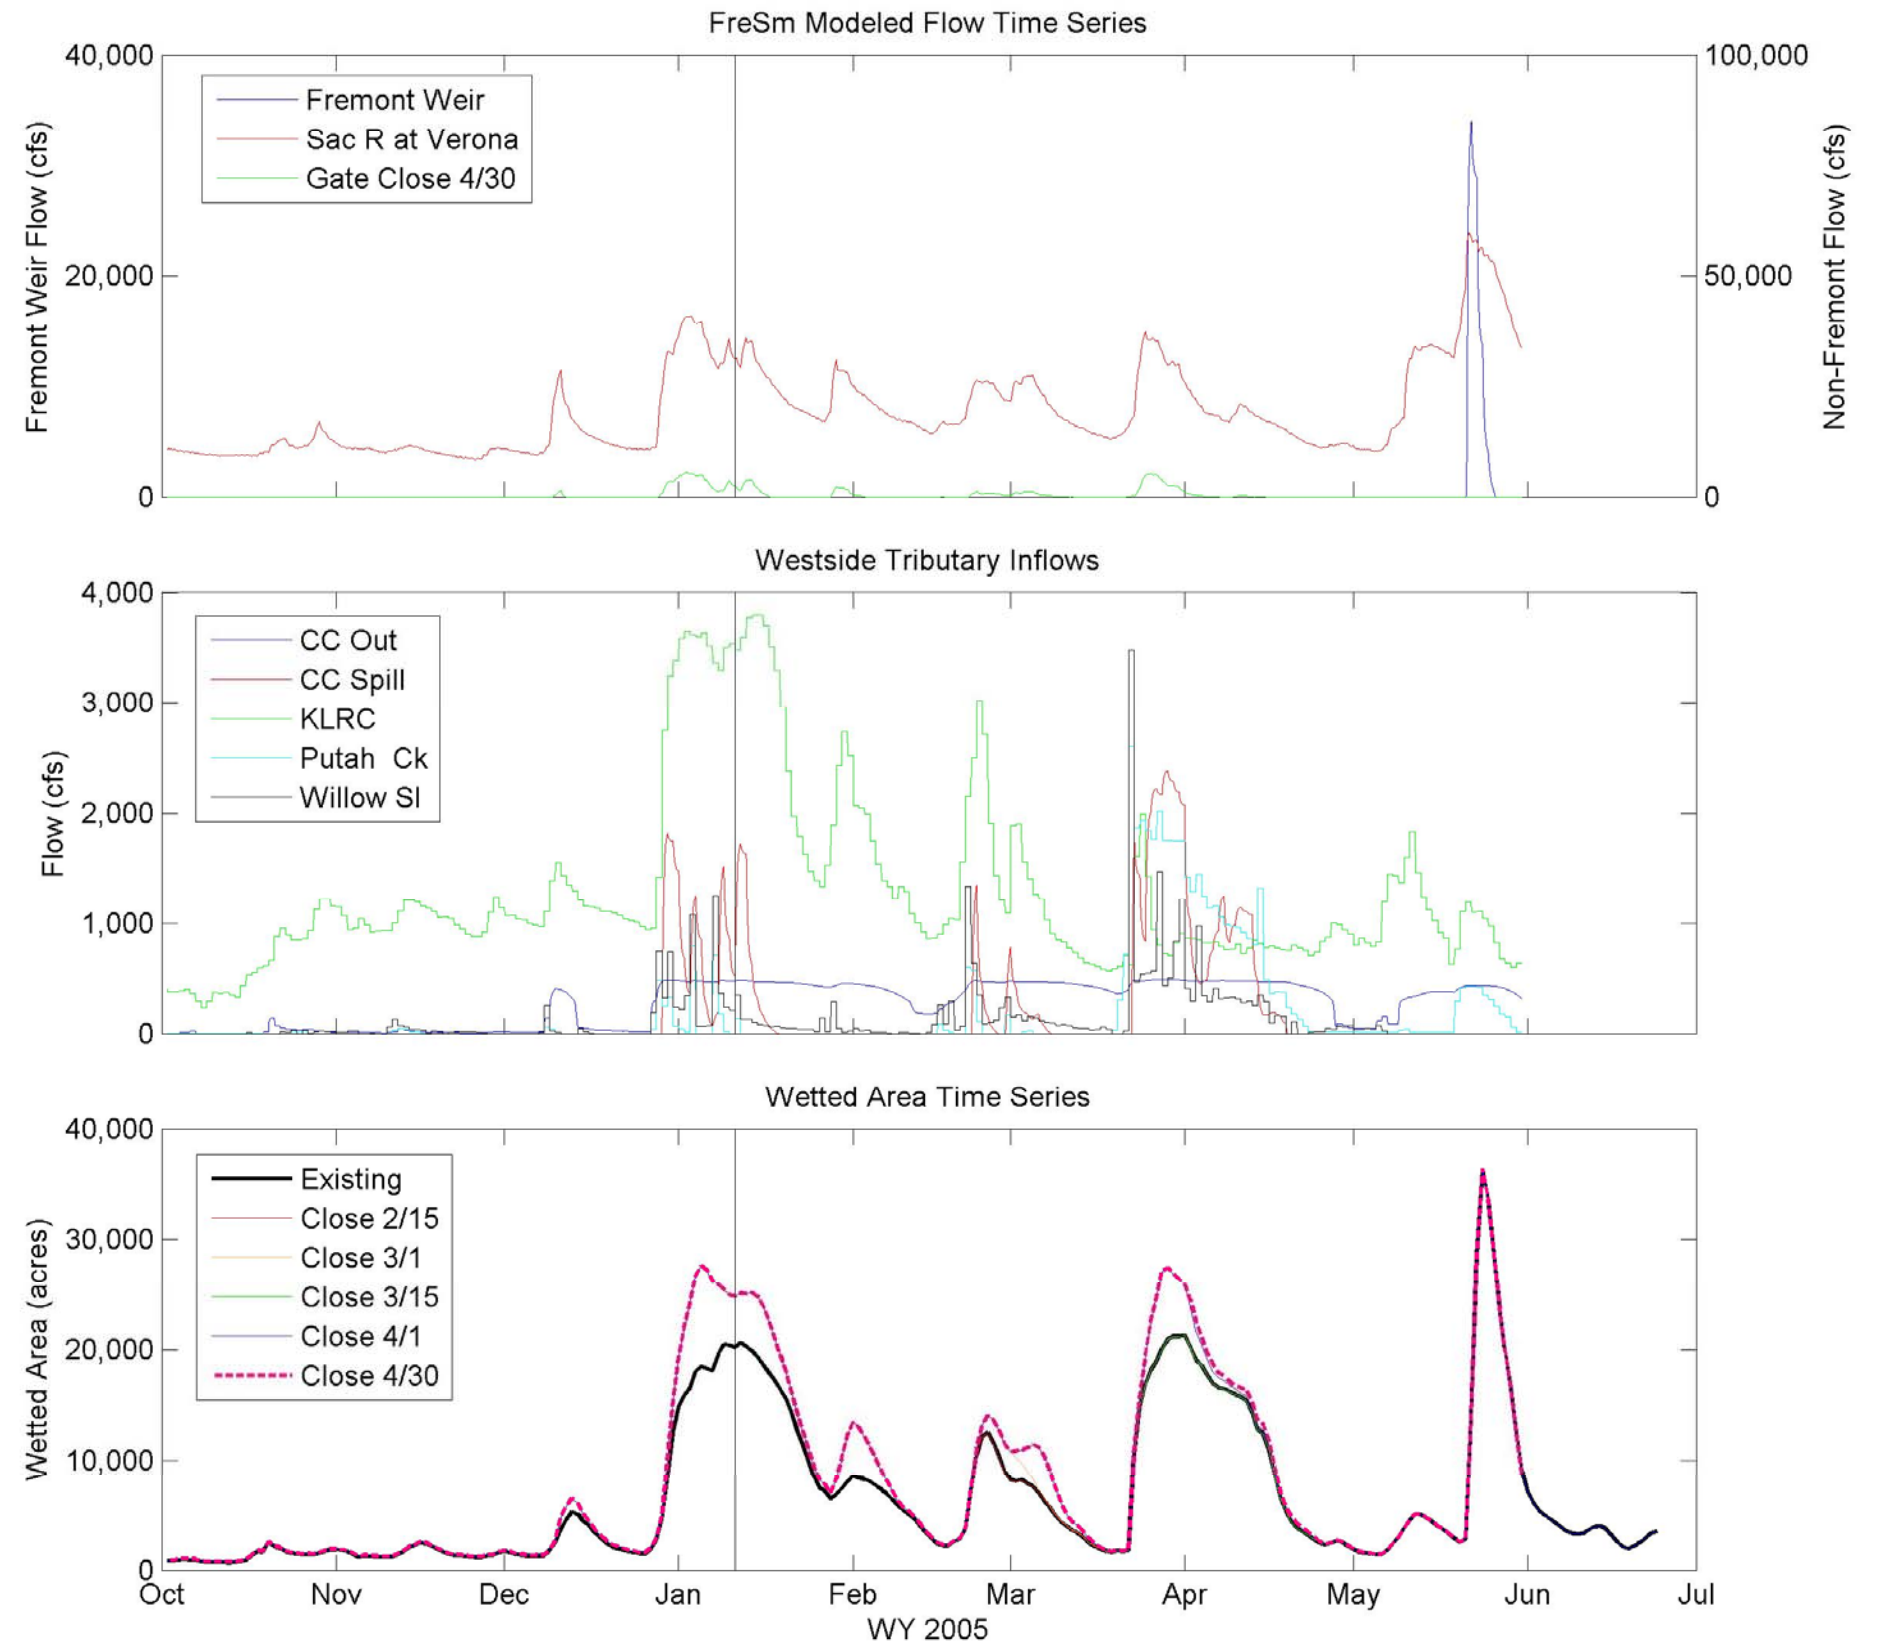 FreSm Modeled Flow Time Series
40,000
20,000
0
Fremont Weir Flow (cfs)
Fremont Weir
Sac R at Verona
Gate Close 4/30
100,000
50,000
0
Non-Fremont Flow (cfs)
Westside Tributary Inflows
4,000
3,000
2,000
1,000
0
Flow (cfs)
CC Out
CC Spill
KLRC
Putah Ck
Willow Sl
Wetted Area Time Series
40,000
30,000
20,000
10,000
0
Wetted Area (acres)
Existing
Close 2/15
Close 3/1
Close 3/15
Close 4/1
Close 4/30
Oct Nov Dec Jan Feb Mar Apr May Jun Jul
WY 2005